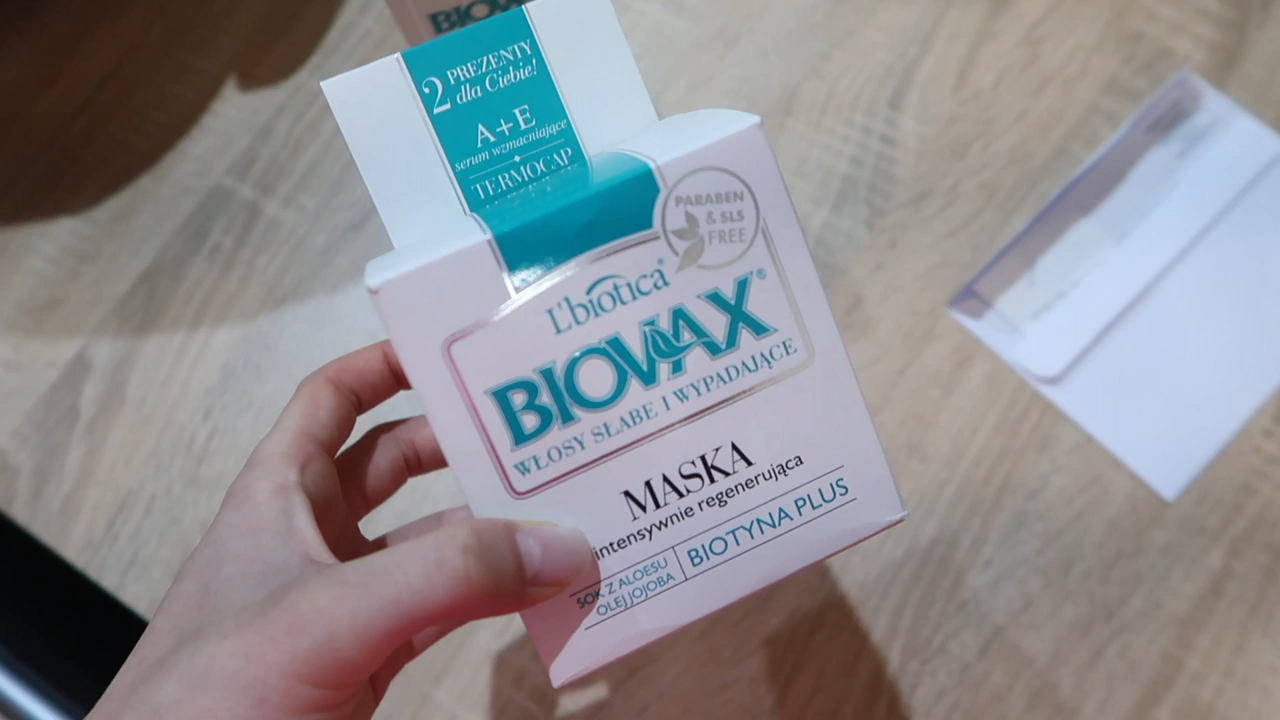 BIOVAX
2 PREZENTY
dla Ciebie!
A+E
serum wzmacniające
TERMOCAP
PARABEN
& SLS
FREE
L'biotica®
BIOVAX®
WŁOSY SŁABE I WYPADAJĄCE
MASKA
intensywnie regenerująca
SOK Z ALOESU
OLEJ JOJOBA
BIOTYNA PLUS